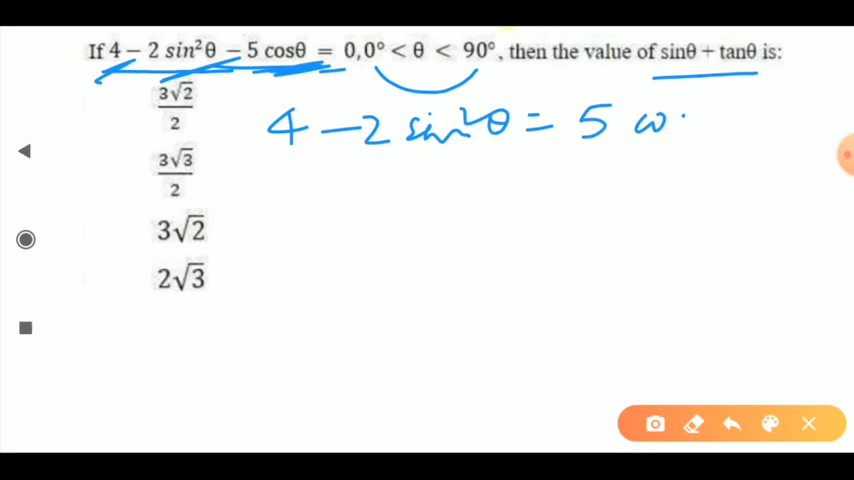 If 4 − 2 sin²θ − 5 cosθ = 0, 0° < θ < 90°, then the value of sinθ + tanθ is:
3√2/2
4 − 2 sin²θ = 5 co
3√3/2
3√2
2√3